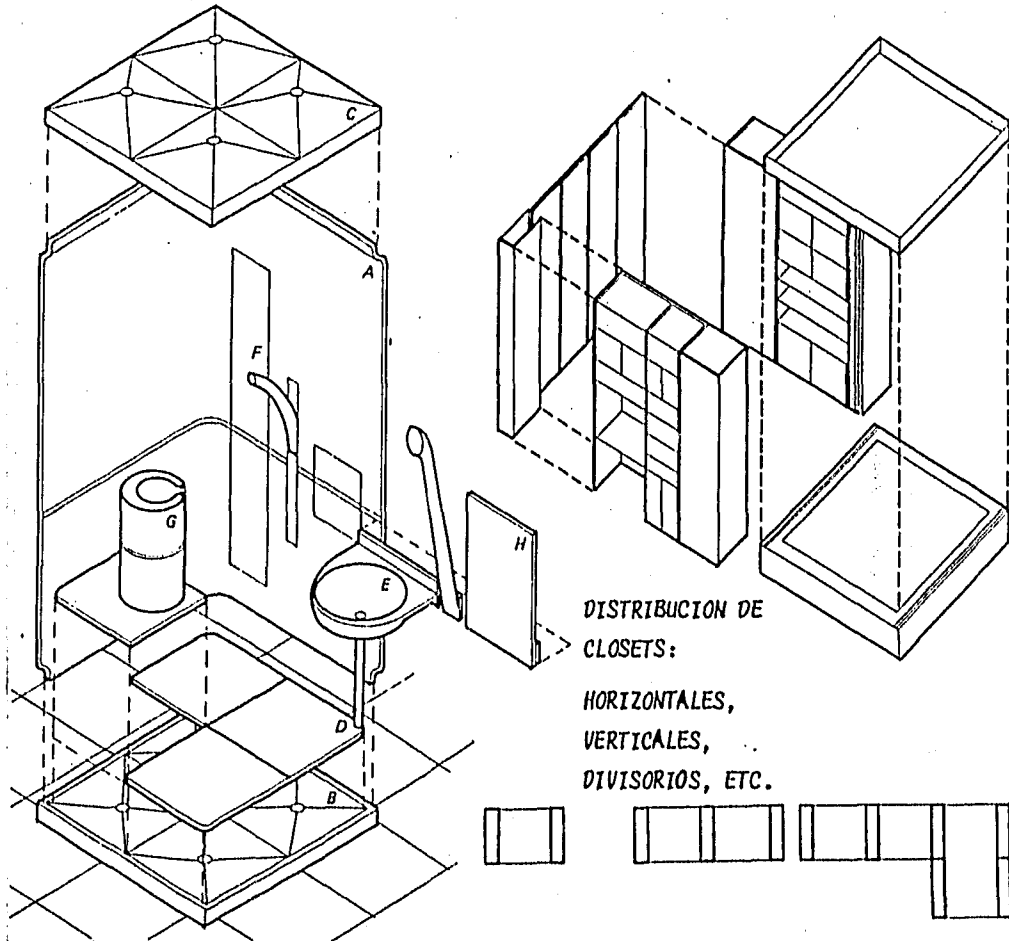 C
A
F
G
H
E
D
B
DISTRIBUCION DE
CLOSETS:
HORIZONTALES,
VERTICALES,
DIVISORIOS, ETC.